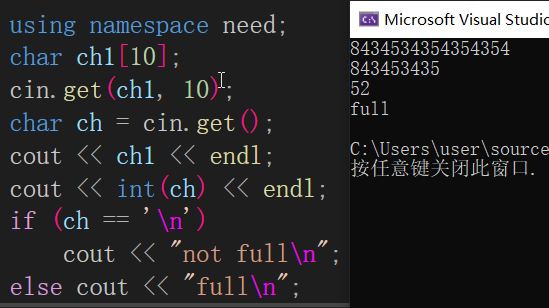 using namespace need;
char ch1[10];
cin.get(ch1, 10);
char ch = cin.get();
cout << ch1 << endl;
cout << int(ch) << endl;
if (ch == '\n')
    cout << "not full\n";
else cout << "full\n";
Microsoft Visual Studio
8434534354354354
843453435
52
full
C:\Users\user\source
按任意键关闭此窗口.